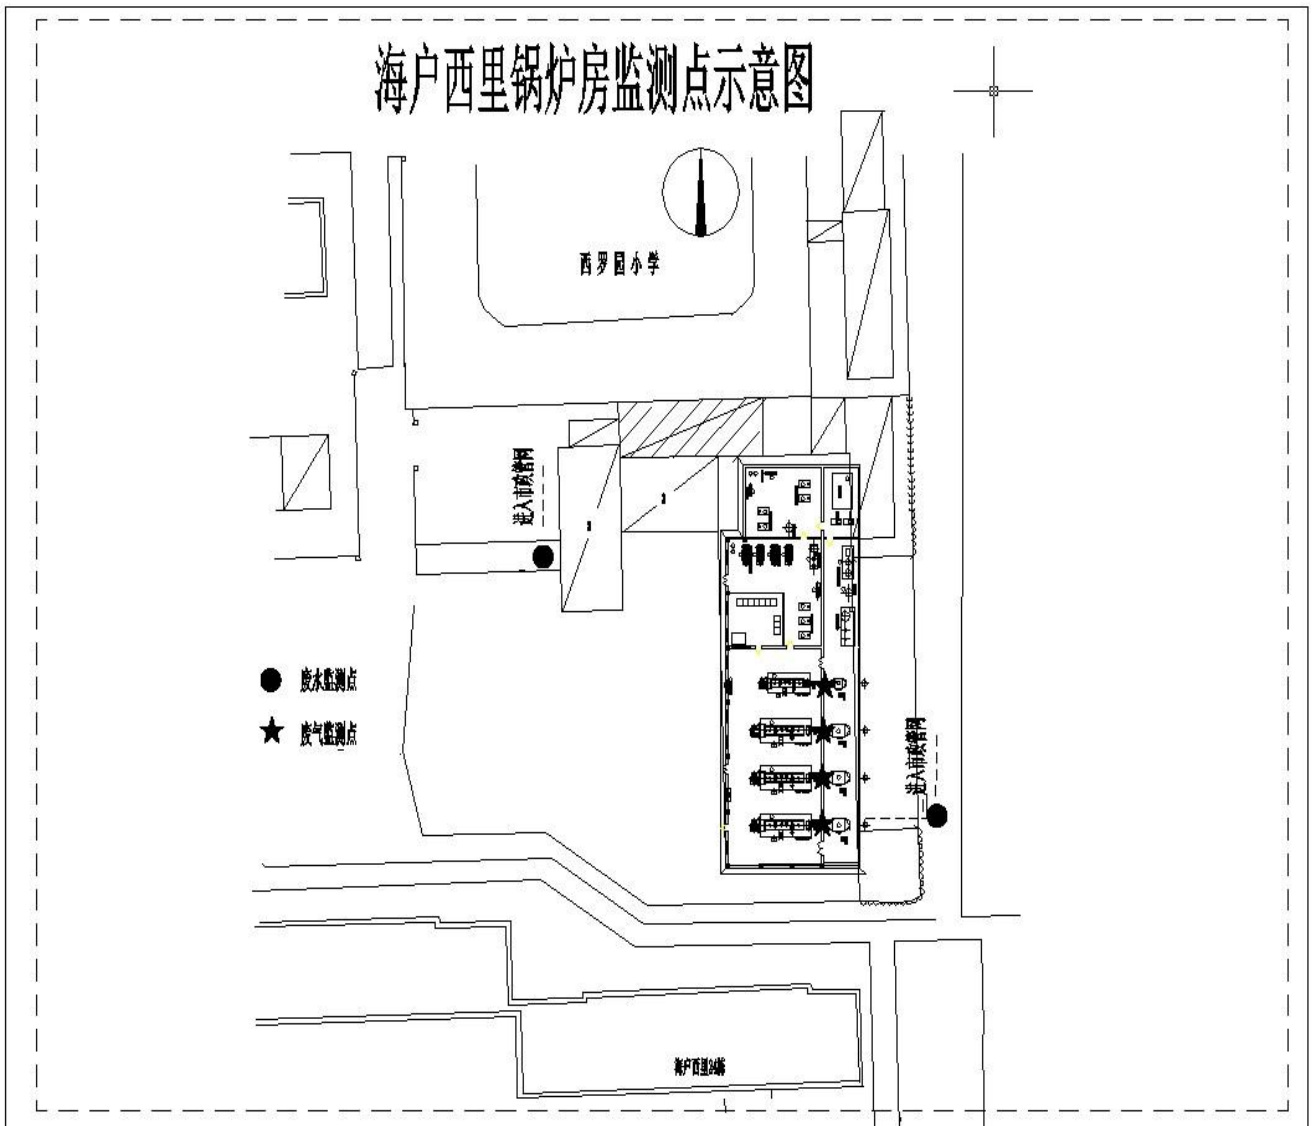 海户西里锅炉房监测点示意图
西罗园小学
进入市政管网
废水监测点
废气监测点
进入市政管网
海户西里24栋